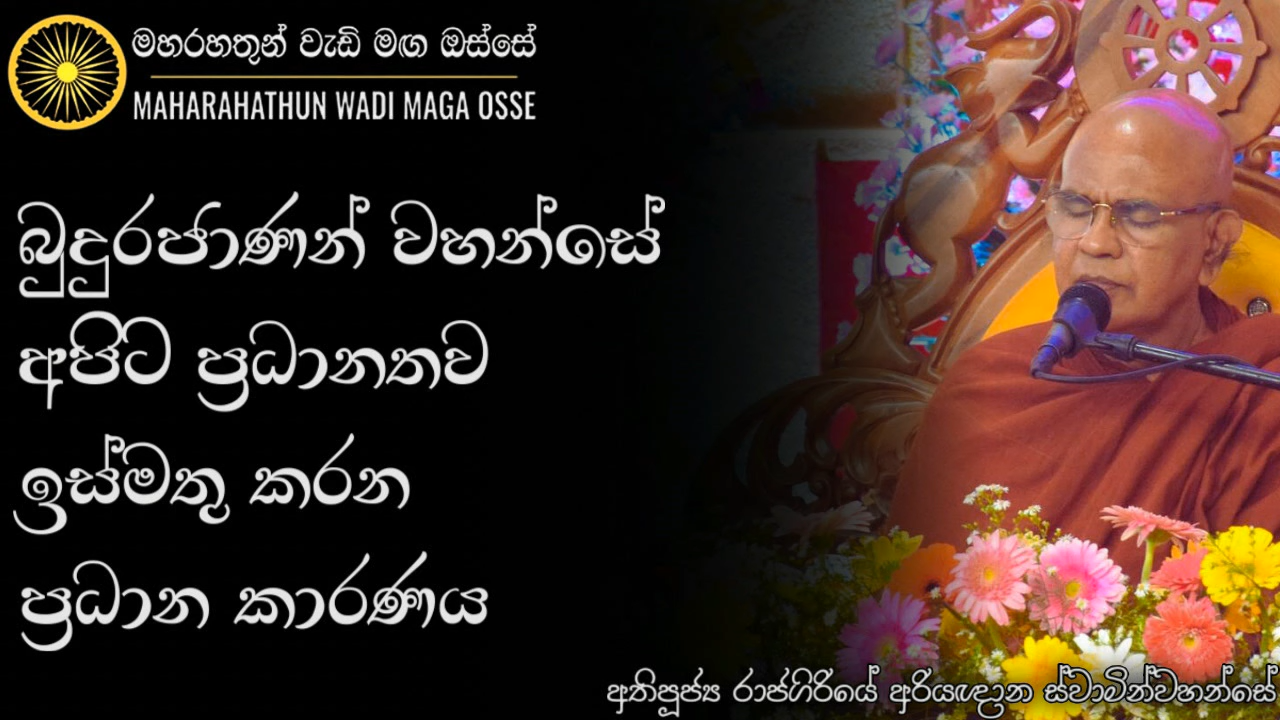 මහරහතුන් වැඩි මඟ ඔස්සේ
MAHARAHATHUN WADI MAGA OSSE
බුදුරජාණන් වහන්සේ
අපිට ප්‍රධානතව
ඉස්මතු කරන
ප්‍රධාන කාරණය
අතිපූජ්‍ය රාජගිරියේ අරියඥාන ස්වාමින්වහන්සේ